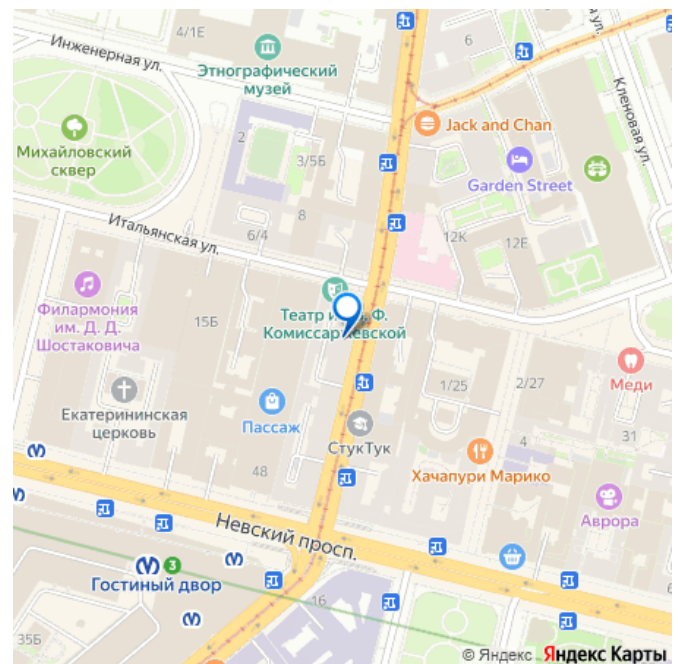 4/1Е
6
Инженерная ул.
Этнографический
музей
Кленовая ул.
Jack and Chan
2
3/5Б
Михайловский
сквер
Garden Street
8
Итальянская ул.
6/4
12К
12Е
Филармония
им. Д. Д.
Шостаковича
15Б
Театр
Ф.
Комиссаржевской
Меди
1/25
2/27
Екатерининская
церковь
Пассаж
СтукТук
4
31
48
Хачапури Марико
Аврора
Невский просп.
3
Гостиный двор
16
35Б
© Яндекс Яндекс Карты